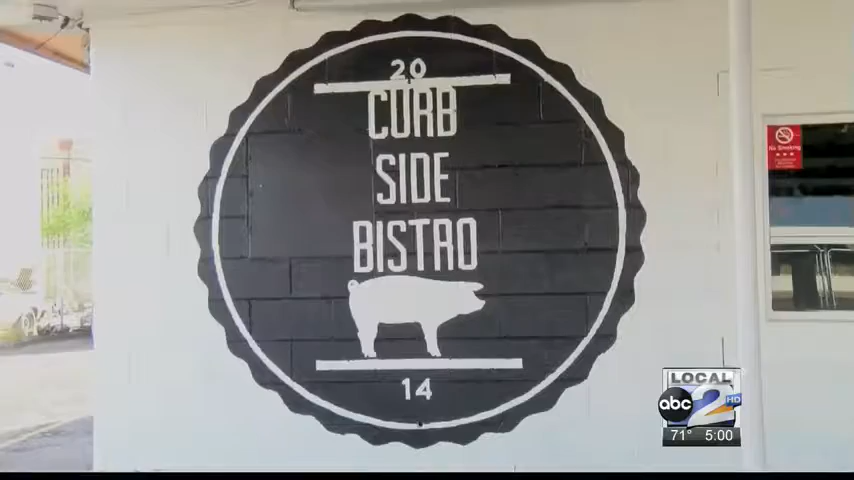 20
CURB
SIDE
BISTRO
14
No Smoking
LOCAL
abc 2 HD
71° 5:00